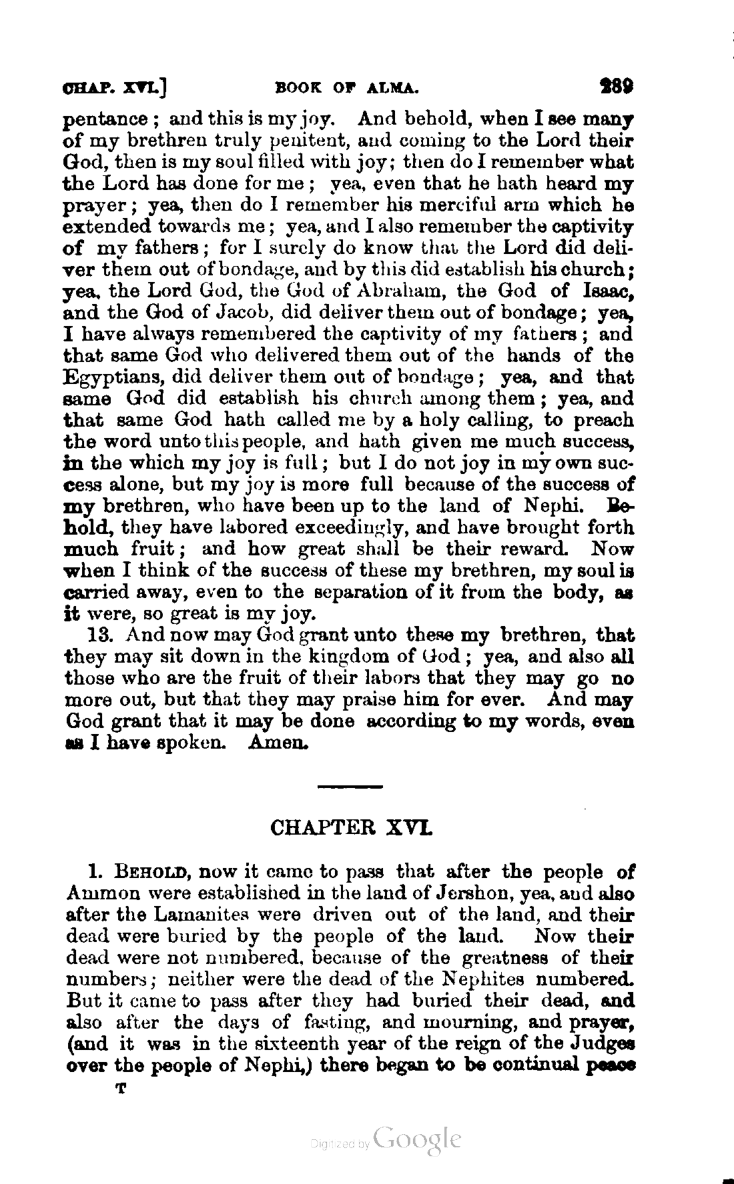 CHAP. XVI.] BOOK OF ALMA. 289
pentance; and this is my joy. And behold, when I see many
of my brethren truly penitent, and coming to the Lord their
God, then is my soul filled with joy; then do I remember what
the Lord has done for me; yea, even that he hath heard my
prayer; yea, then do I remember his merciful arm which he
extended towards me; yea, and I also remember the captivity
of my fathers; for I surely do know that the Lord did deli-
ver them out of bondage, and by this did establish his church;
yea, the Lord God, the God of Abraham, the God of Isaac,
and the God of Jacob, did deliver them out of bondage; yea,
I have always remembered the captivity of my fathers; and
that same God who delivered them out of the hands of the
Egyptians, did deliver them out of bondage; yea, and that
same God did establish his church among them; yea, and
that same God hath called me by a holy calling, to preach
the word unto this people, and hath given me much success,
in the which my joy is full; but I do not joy in my own suc-
cess alone, but my joy is more full because of the success of
my brethren, who have been up to the land of Nephi. Be-
hold, they have labored exceedingly, and have brought forth
much fruit; and how great shall be their reward. Now
when I think of the success of these my brethren, my soul is
carried away, even to the separation of it from the body, as
it were, so great is my joy.
13. And now may God grant unto these my brethren, that
they may sit down in the kingdom of God; yea, and also all
those who are the fruit of their labors that they may go no
more out, but that they may praise him for ever. And may
God grant that it may be done according to my words, even
as I have spoken. Amen.
CHAPTER XVI.
1. BEHOLD, now it came to pass that after the people of
Ammon were established in the land of Jershon, yea, and also
after the Lamanites were driven out of the land, and their
dead were buried by the people of the land. Now their
dead were not numbered, because of the greatness of their
numbers; neither were the dead of the Nephites numbered.
But it came to pass after they had buried their dead, and
also after the days of fasting, and mourning, and prayer,
(and it was in the sixteenth year of the reign of the Judges
over the people of Nephi,) there began to be continual peace
T
Digitized by Google